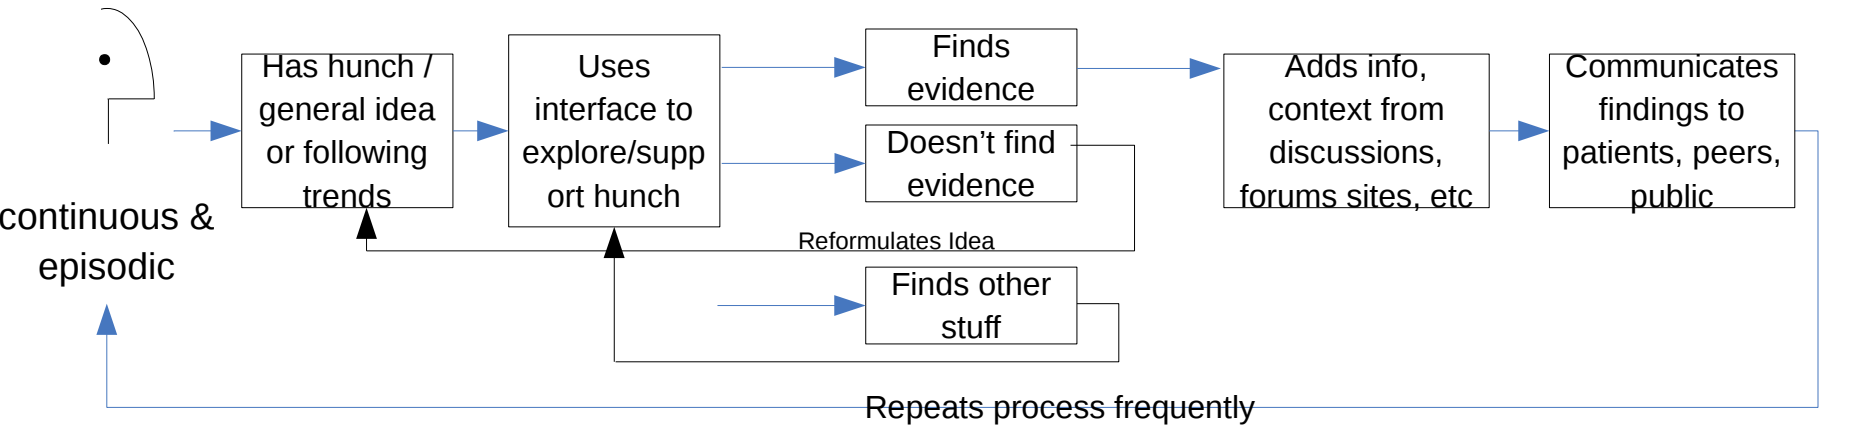 continuous &
episodic
Has hunch /
general idea
or following
trends
Uses
interface to
explore/supp
ort hunch
Finds
evidence
Doesn’t find
evidence
Reformulates Idea
Finds other
stuff
Adds info,
context from
discussions,
forums sites, etc
Communicates
findings to
patients, peers,
public
Repeats process frequently